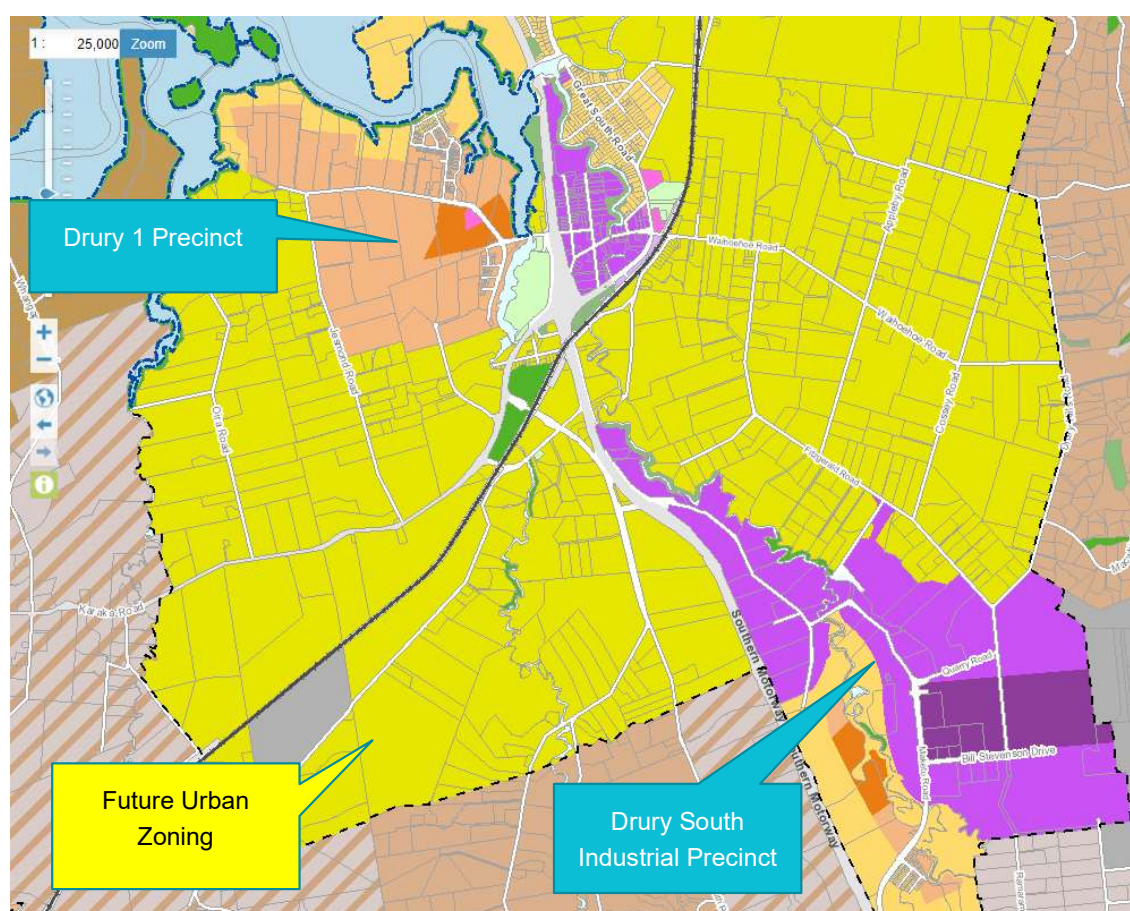 1 : 25,000 Zoom
Great South Road
Drury 1 Precinct
Appleby Road
Waihoehoe Road
Jesmond Road
Waihoehoe Road
Oira Road
Cossey Road
Fitzgerald Road
Karaka Road
Southern Motorway
Quarry Road
Bill Stevenson Drive
Maketu Road
Southern Motorway
Future Urban
Zoning
Drury South
Industrial Precinct